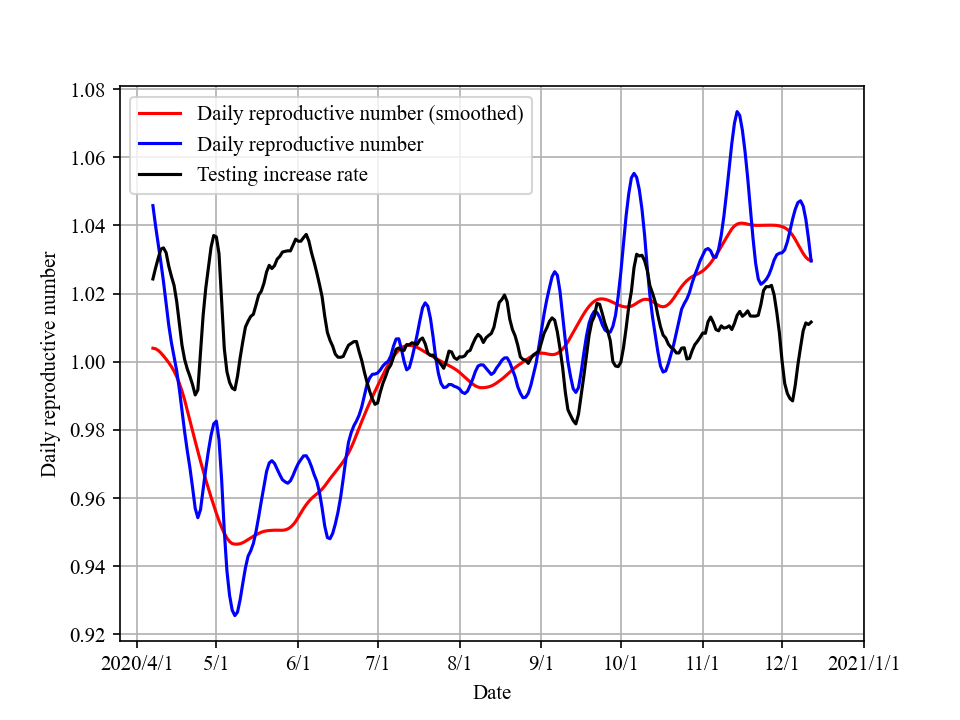 Daily reproductive number (smoothed)
Daily reproductive number
Testing increase rate
Daily reproductive number
1.08
1.06
1.04
1.02
1.00
0.98
0.96
0.94
0.92
2020/4/1 5/1 6/1 7/1 8/1 9/1 10/1 11/1 12/1 2021/1/1
Date